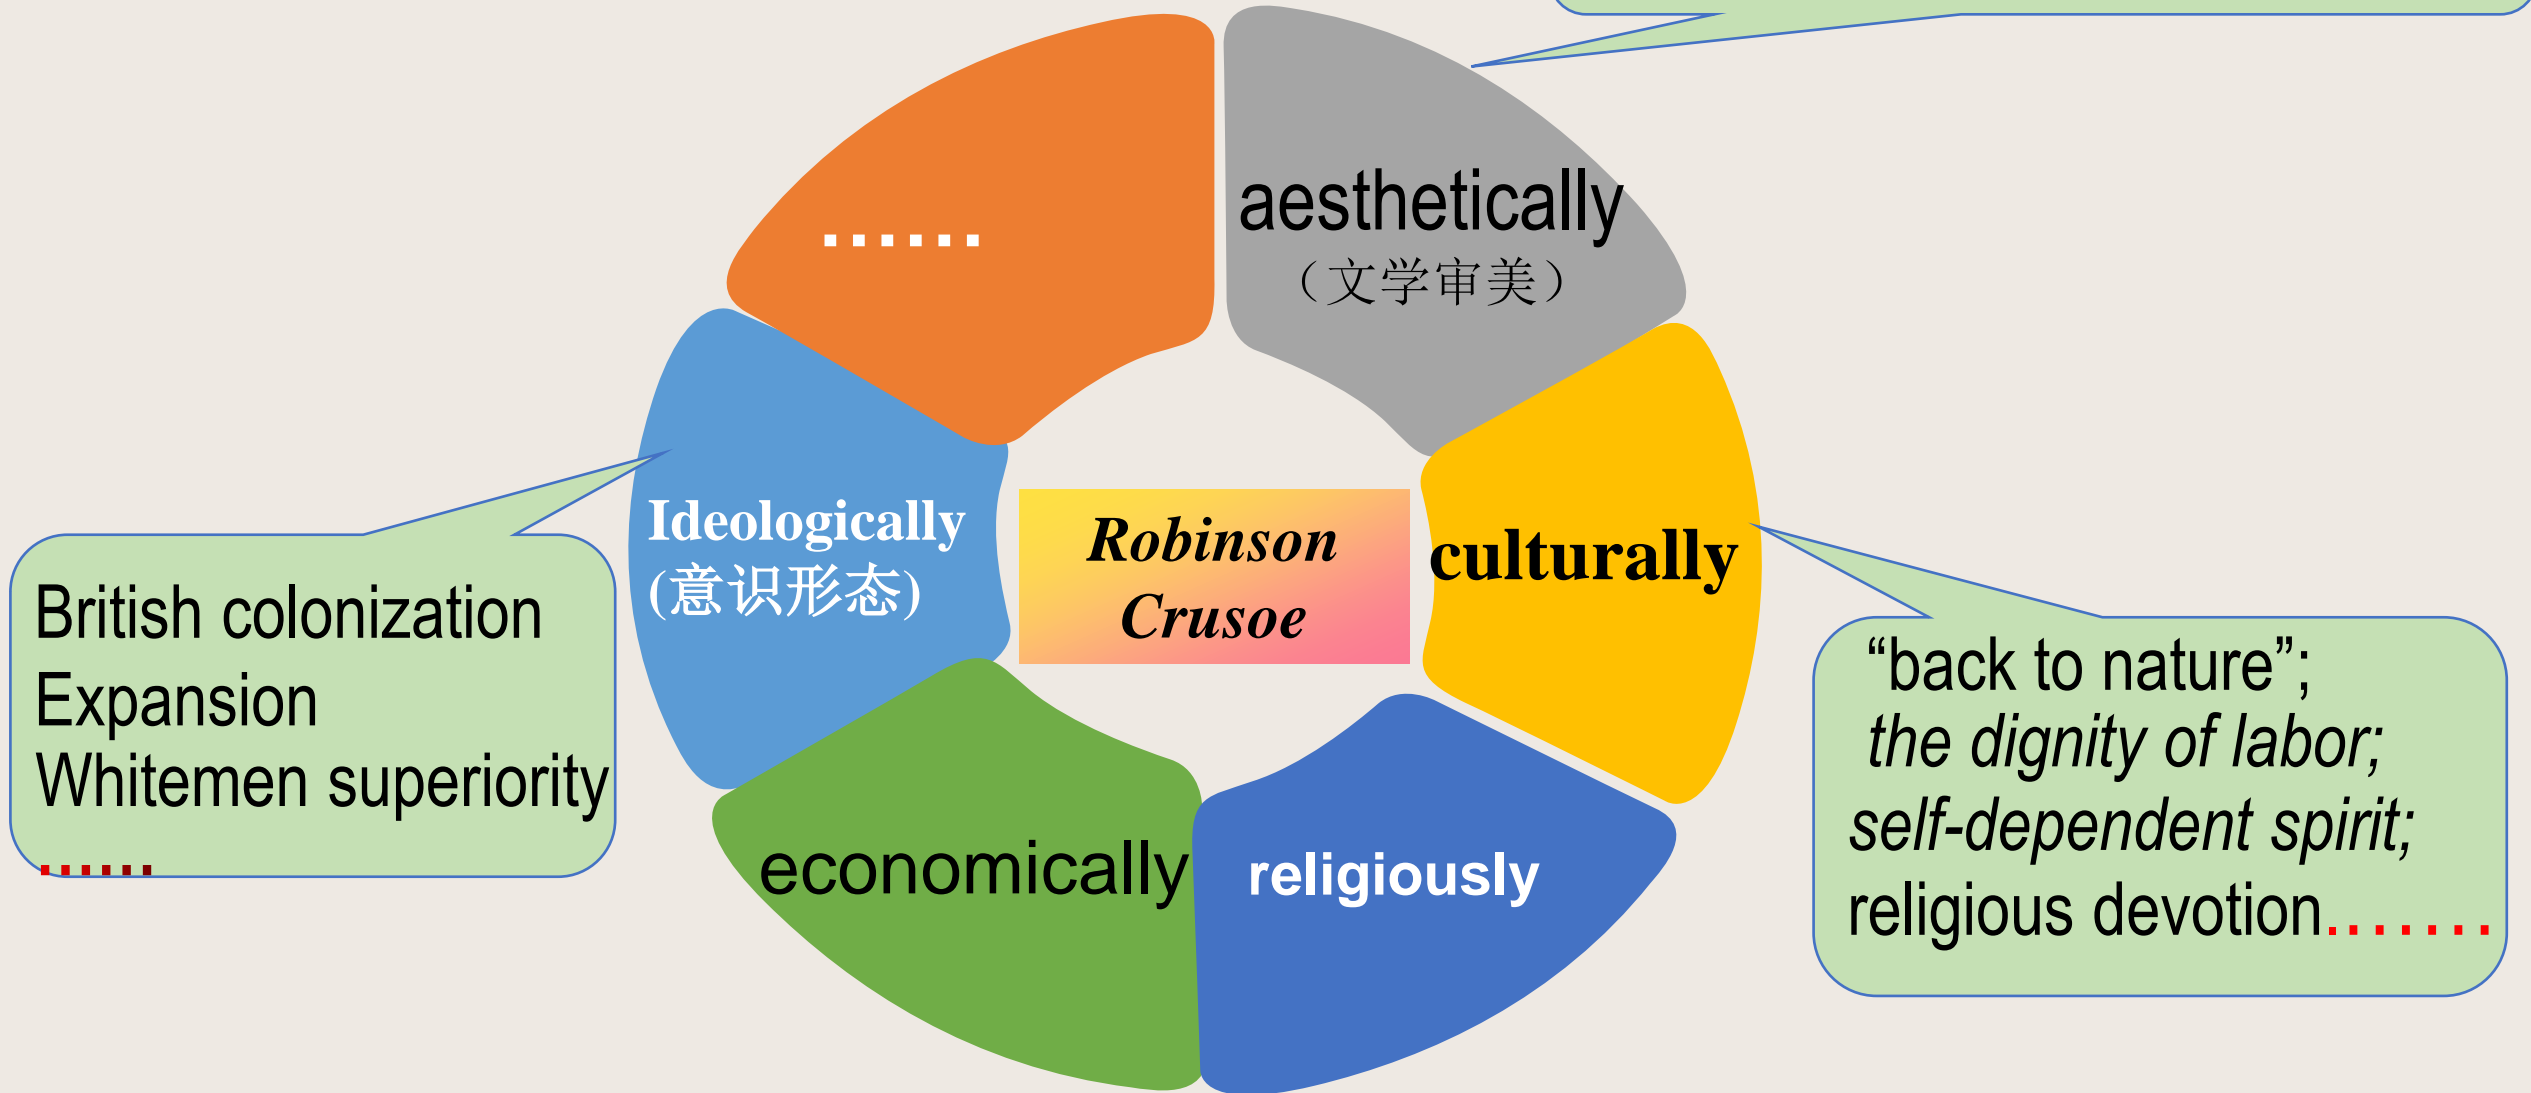 ……
aesthetically
（文学审美）
Ideologically
(意识形态)
Robinson
Crusoe
culturally
British colonization
Expansion
Whitemen superiority
……
“back to nature”;
the dignity of labor;
self-dependent spirit;
religious devotion.……
economically
religiously